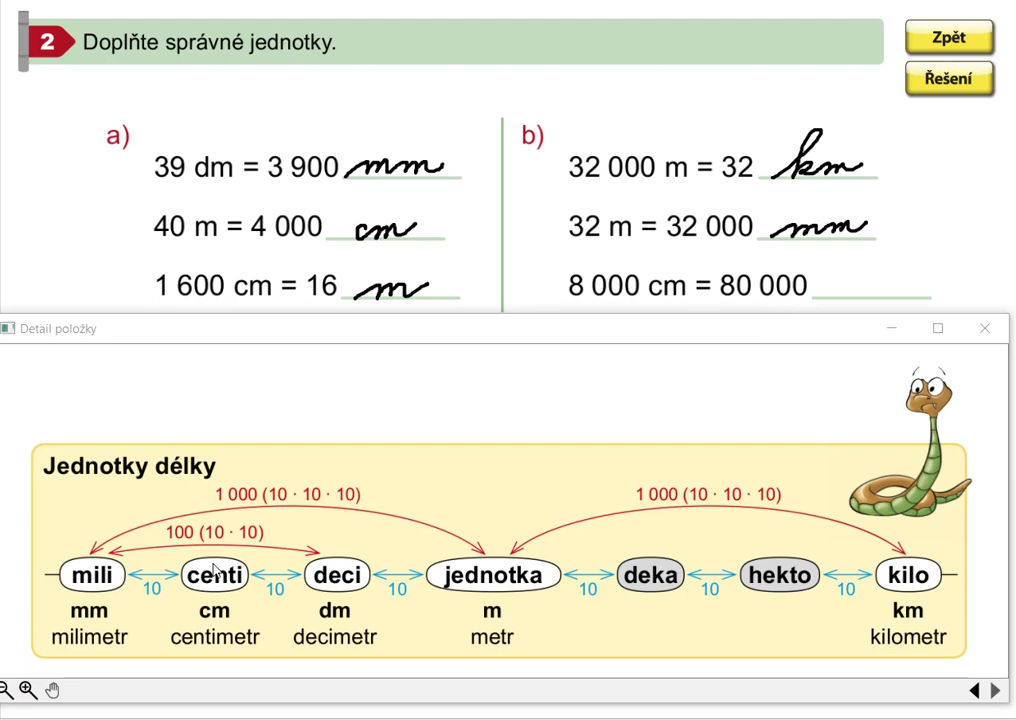 2 Doplňte správné jednotky.
Zpět
Řešení
a)
39 dm = 3 900 mm
40 m = 4 000 cm
1 600 cm = 16 m
b)
32 000 m = 32 km
32 m = 32 000 mm
8 000 cm = 80 000
Detail položky
Jednotky délky
1 000 (10 · 10 · 10) 1 000 (10 · 10 · 10)
100 (10 · 10)
mili centi deci jednotka deka hekto kilo
10 10 10 10 10 10
mm cm dm m km
milimetr centimetr decimetr metr kilometr